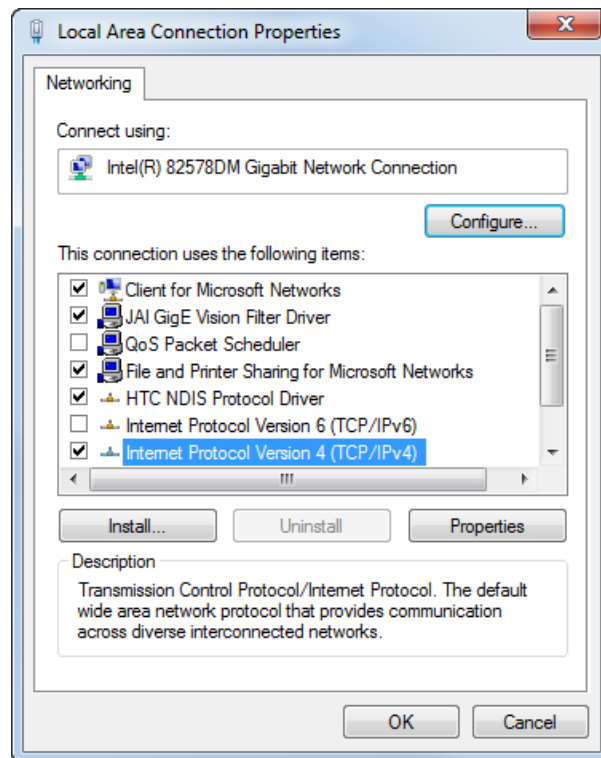 Local Area Connection Properties
Networking
Connect using:
Intel(R) 82578DM Gigabit Network Connection
Configure...
This connection uses the following items:
Client for Microsoft Networks
JAI GigE Vision Filter Driver
QoS Packet Scheduler
File and Printer Sharing for Microsoft Networks
HTC NDIS Protocol Driver
Internet Protocol Version 6 (TCP/IPv6)
Internet Protocol Version 4 (TCP/IPv4)
Install... Uninstall Properties
Description
Transmission Control Protocol/Internet Protocol. The default
wide area network protocol that provides communication
across diverse interconnected networks.
OK Cancel